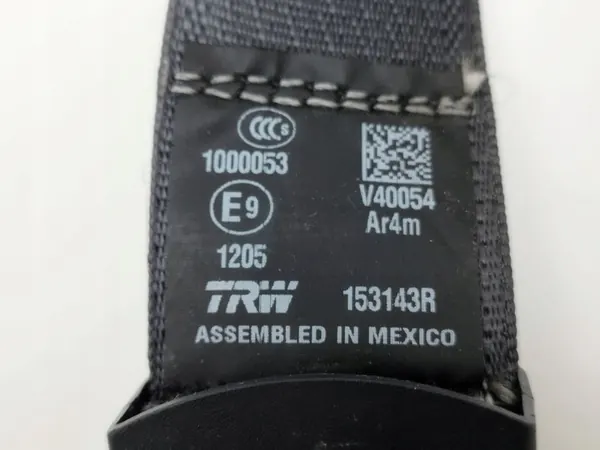 CCC S
1000053
E9
1205
V40054
Ar4m
TRW 153143R
ASSEMBLED IN MEXICO